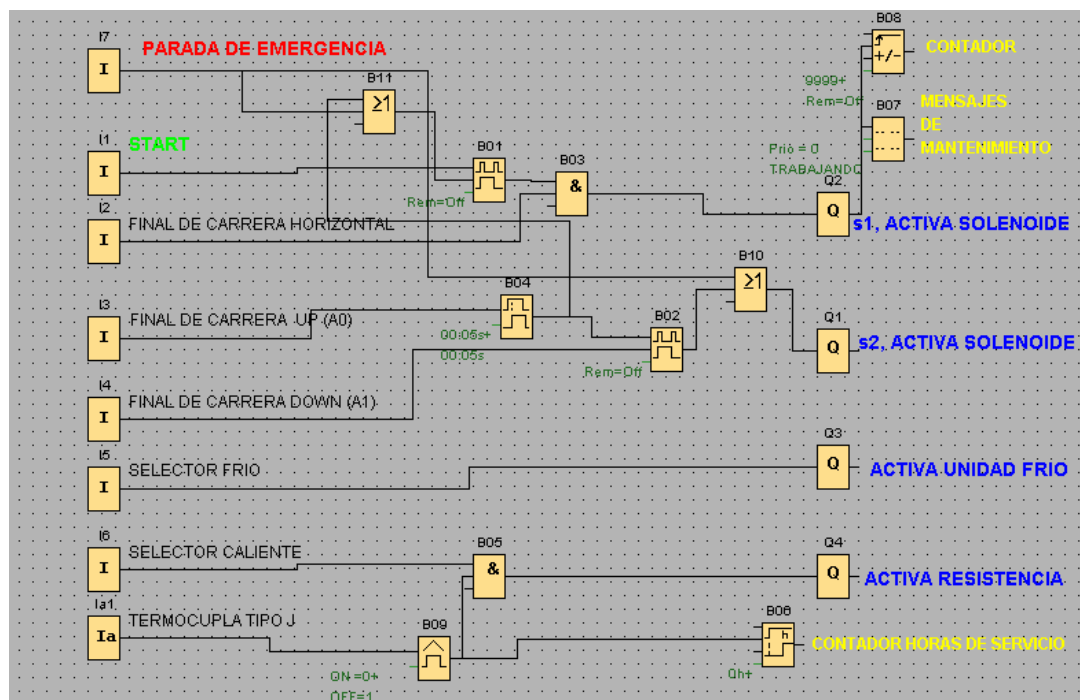 I7
I
PARADA DE EMERGENCIA
B11
≥1
B08
+/-
CONTADOR
9999+
Rem=Off
B07
MENSAJES
DE
MANTENIMIENTO
Prio = 0
TRABAJANDO
I1
I
START
B01
Rem=Off
B03
&
Q2
Q
s1, ACTIVA SOLENOIDE
I2
I
FINAL DE CARRERA HORIZONTAL
B10
≥1
I3
I
FINAL DE CARRERA UP (A0)
B04
00:05s+
00:05s
B02
Rem=Off
Q1
Q
s2, ACTIVA SOLENOIDE
I4
I
FINAL DE CARRERA DOWN (A1)
I5
I
SELECTOR FRIO
Q3
Q
ACTIVA UNIDAD FRIO
I6
I
SELECTOR CALIENTE
B05
&
Q4
Q
ACTIVA RESISTENCIA
Ia1
Ia
TERMOCUPLA TIPO J
B09
ON =0+
OFF=1
B06
h
0h+
CONTADOR HORAS DE SERVICIO